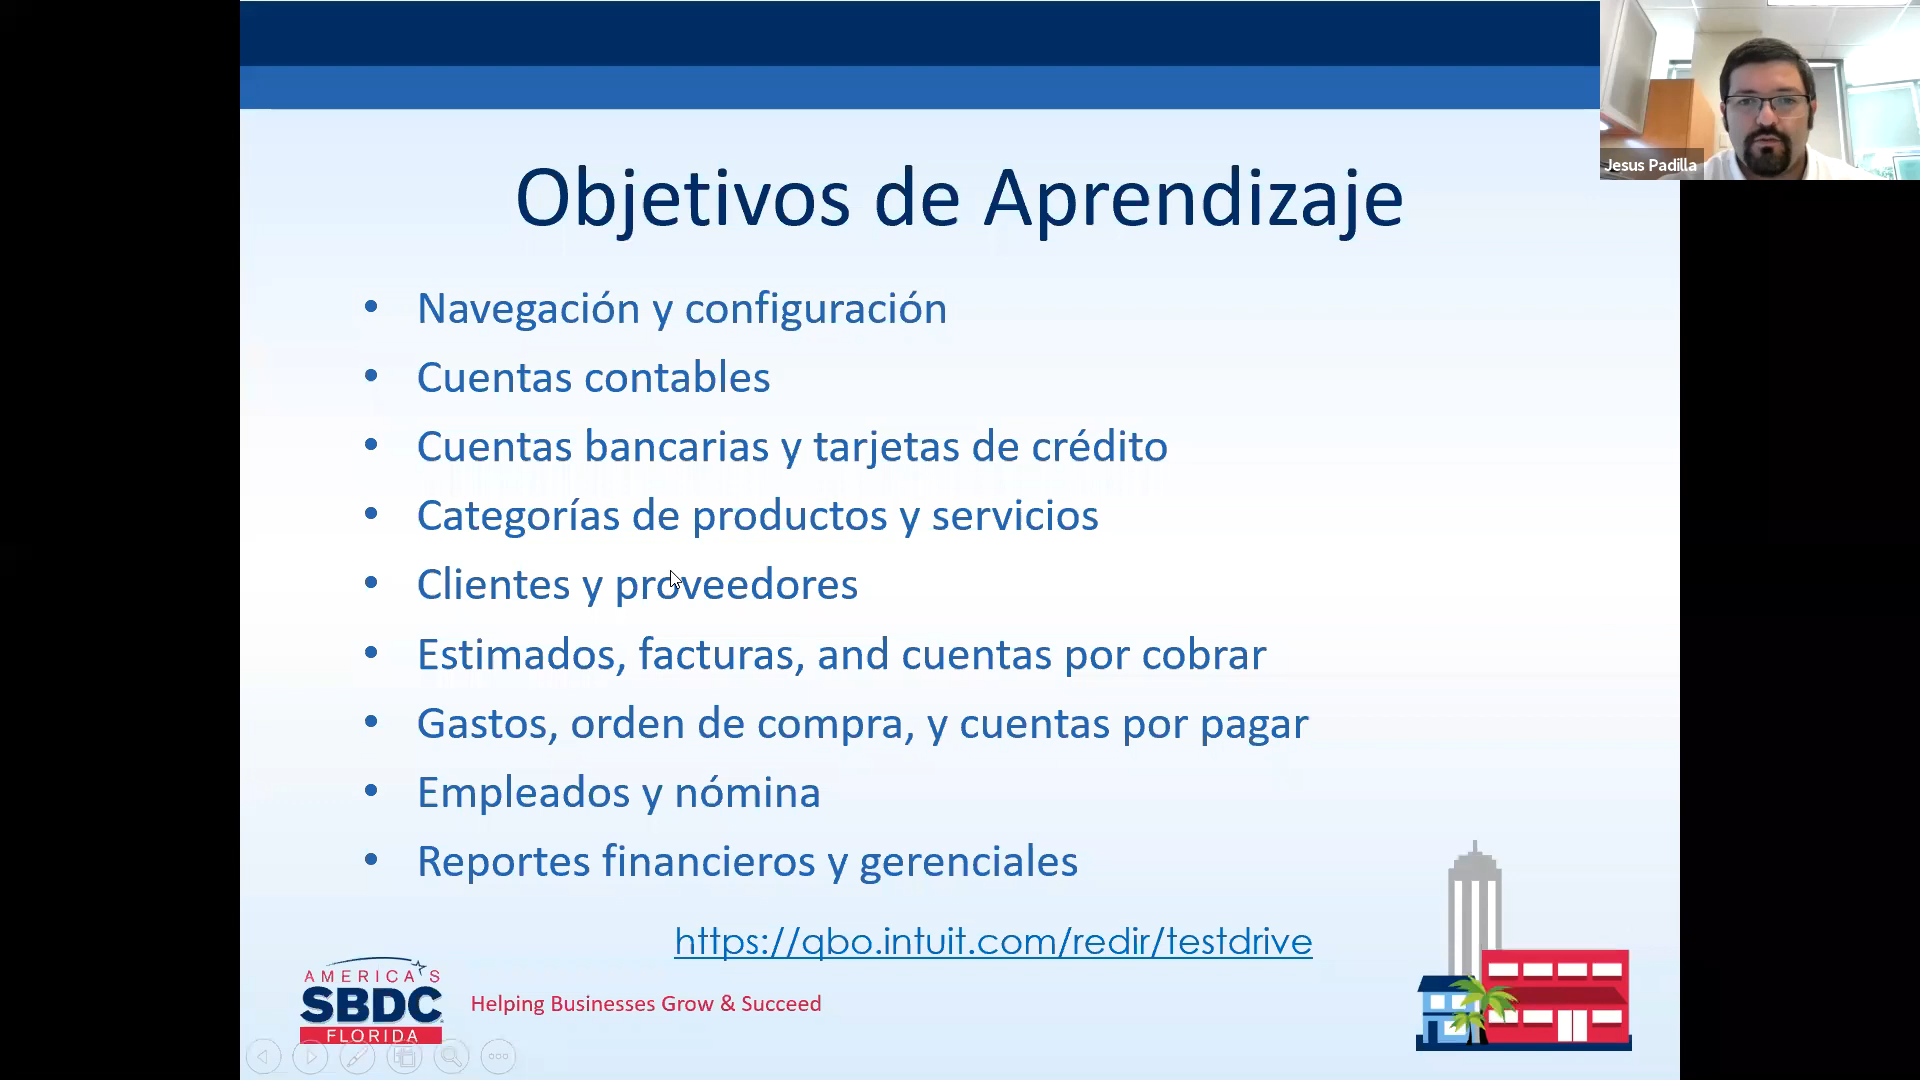 Jesus Padilla
Objetivos de Aprendizaje
• Navegación y configuración
• Cuentas contables
• Cuentas bancarias y tarjetas de crédito
• Categorías de productos y servicios
• Clientes y proveedores
• Estimados, facturas, and cuentas por cobrar
• Gastos, orden de compra, y cuentas por pagar
• Empleados y nómina
• Reportes financieros y gerenciales
https://qbo.intuit.com/redir/testdrive
AMERICA'S
SBDC
FLORIDA
Helping Businesses Grow & Succeed